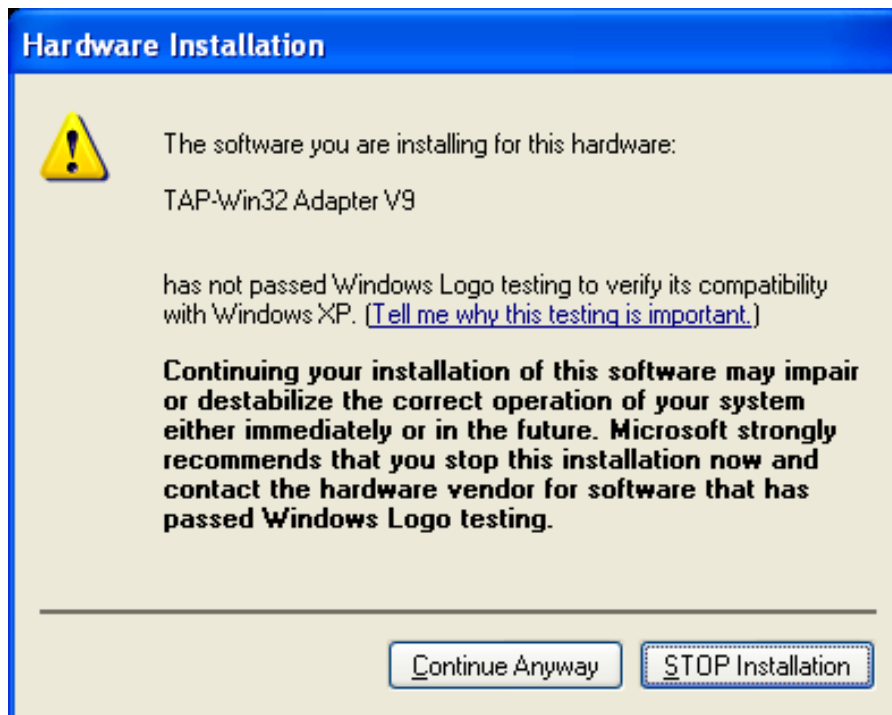 Hardware Installation
The software you are installing for this hardware:
TAP-Win32 Adapter V9
has not passed Windows Logo testing to verify its compatibility
with Windows XP. (Tell me why this testing is important.)
Continuing your installation of this software may impair
or destabilize the correct operation of your system
either immediately or in the future. Microsoft strongly
recommends that you stop this installation now and
contact the hardware vendor for software that has
passed Windows Logo testing.
Continue Anyway STOP Installation